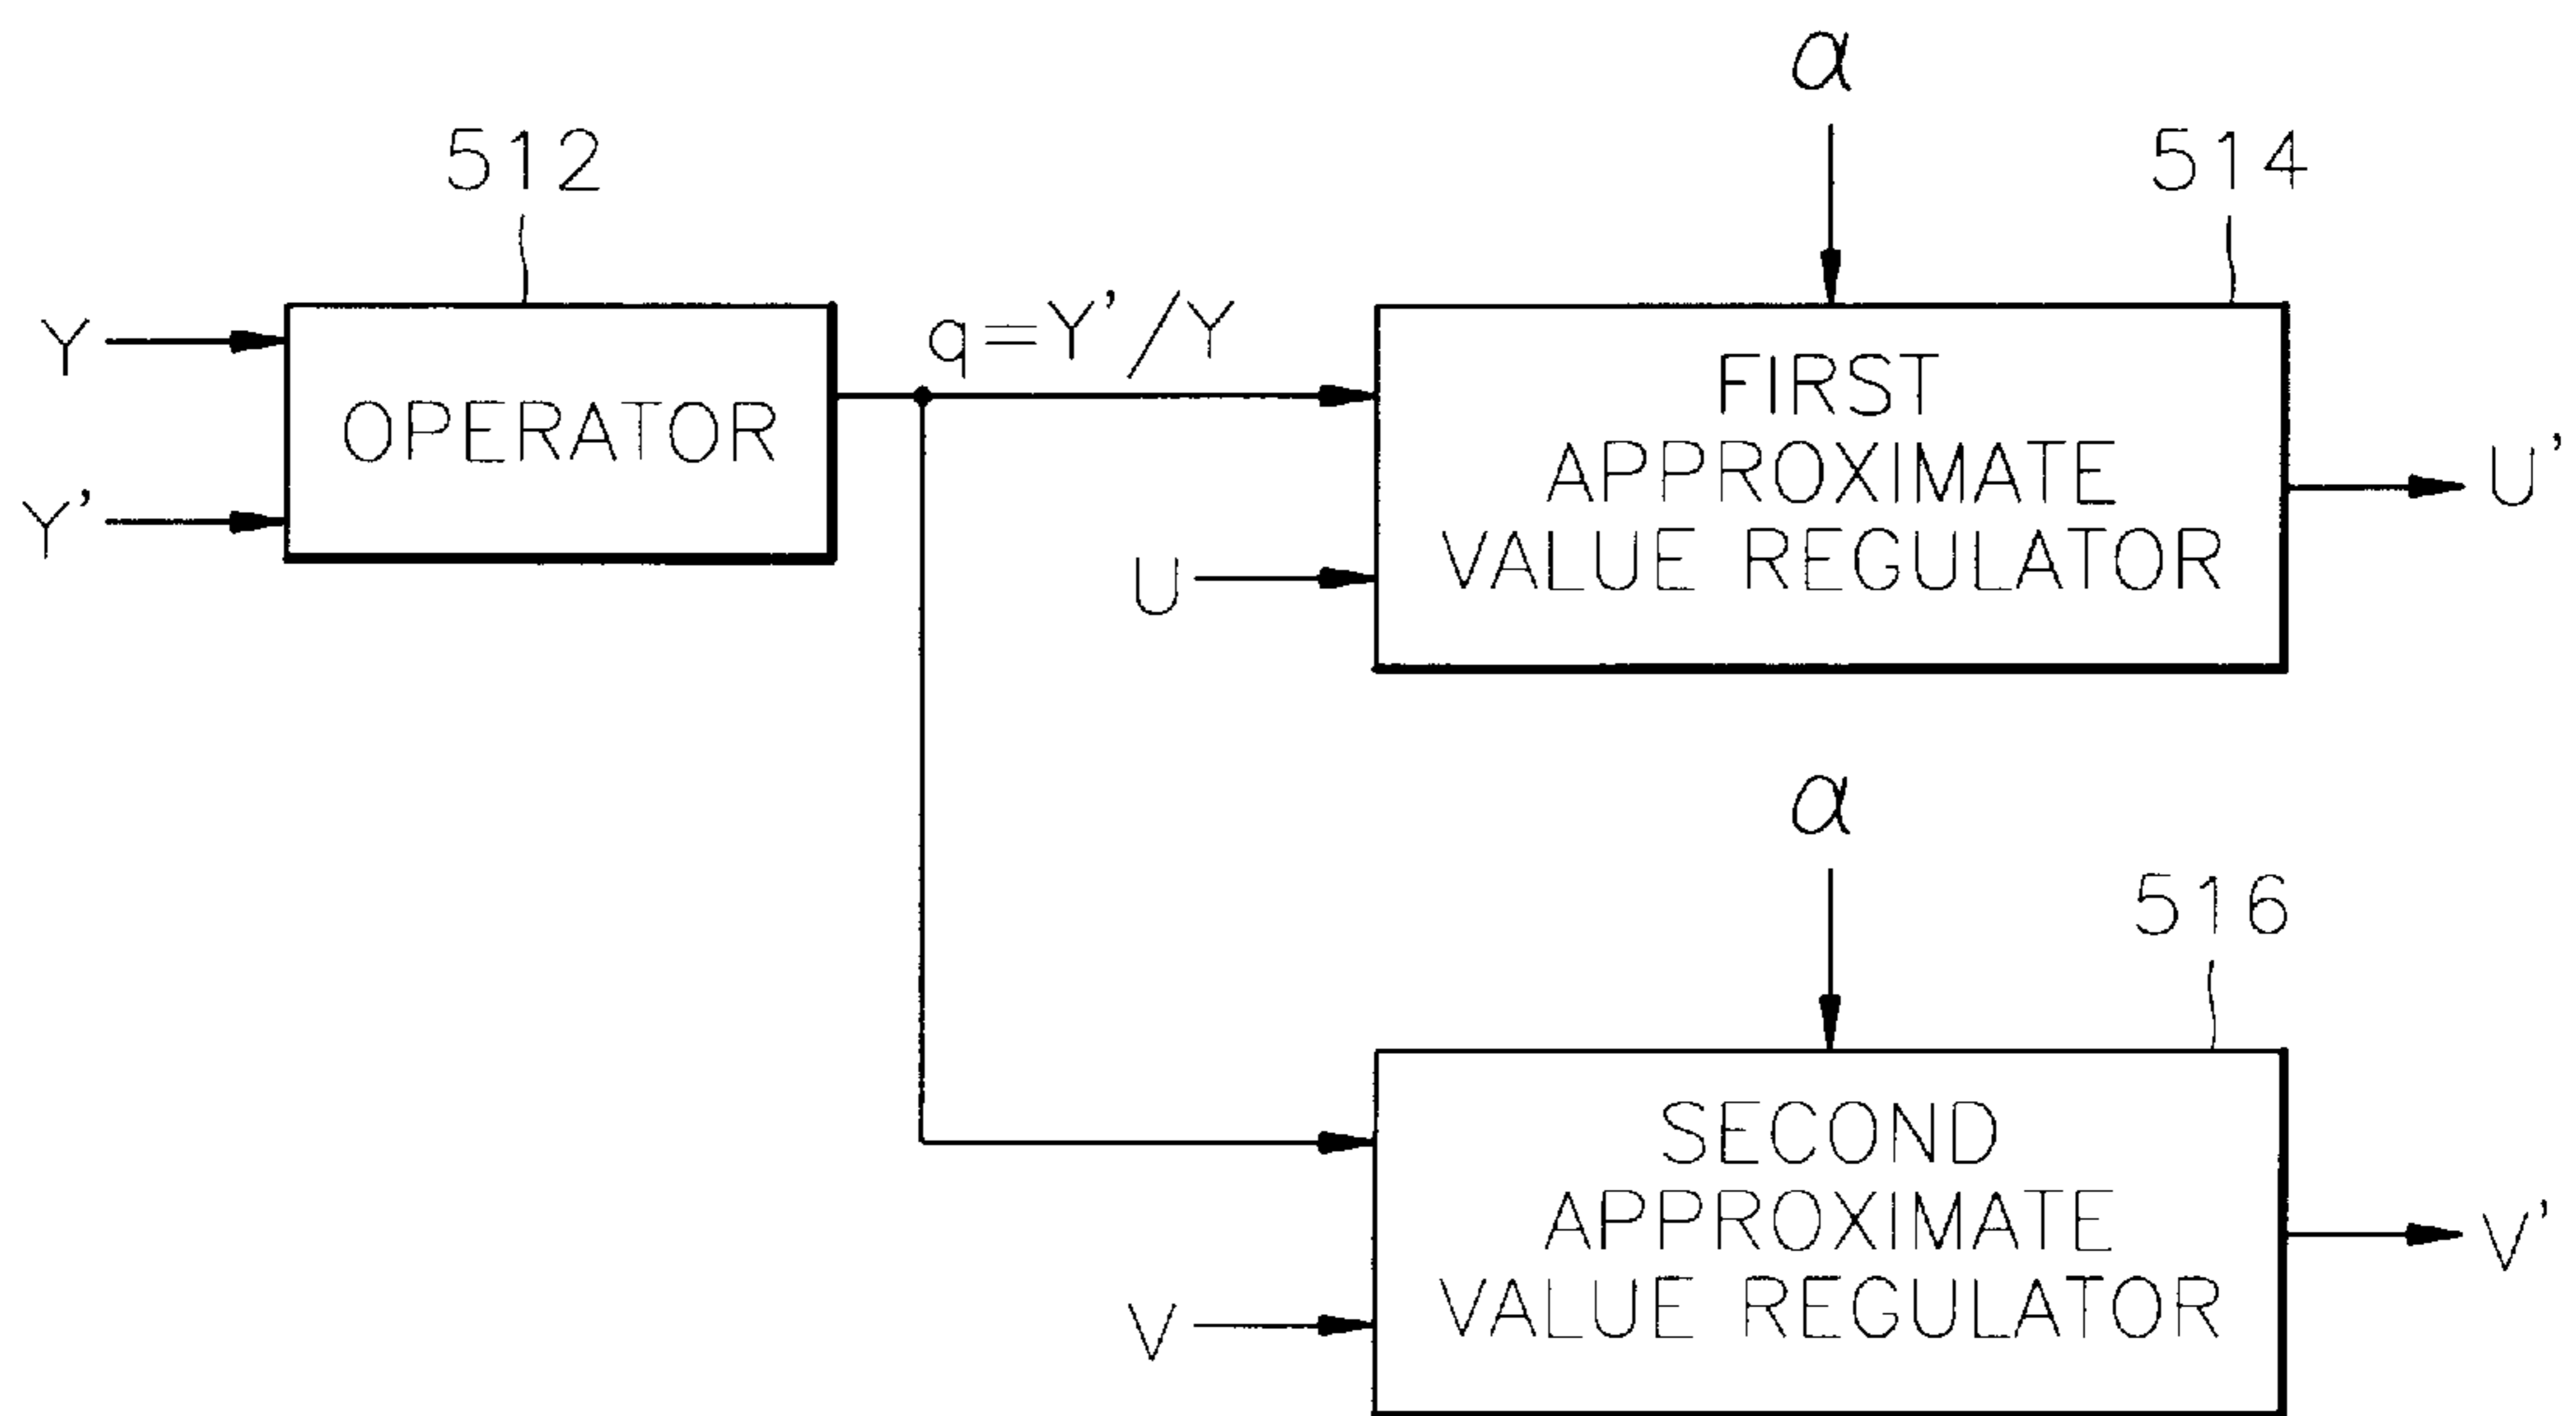 α
512
514
Y
OPERATOR
Y'
q=Y'/Y
FIRST
APPROXIMATE
VALUE REGULATOR
U
U'
α
516
SECOND
APPROXIMATE
VALUE REGULATOR
V
V'